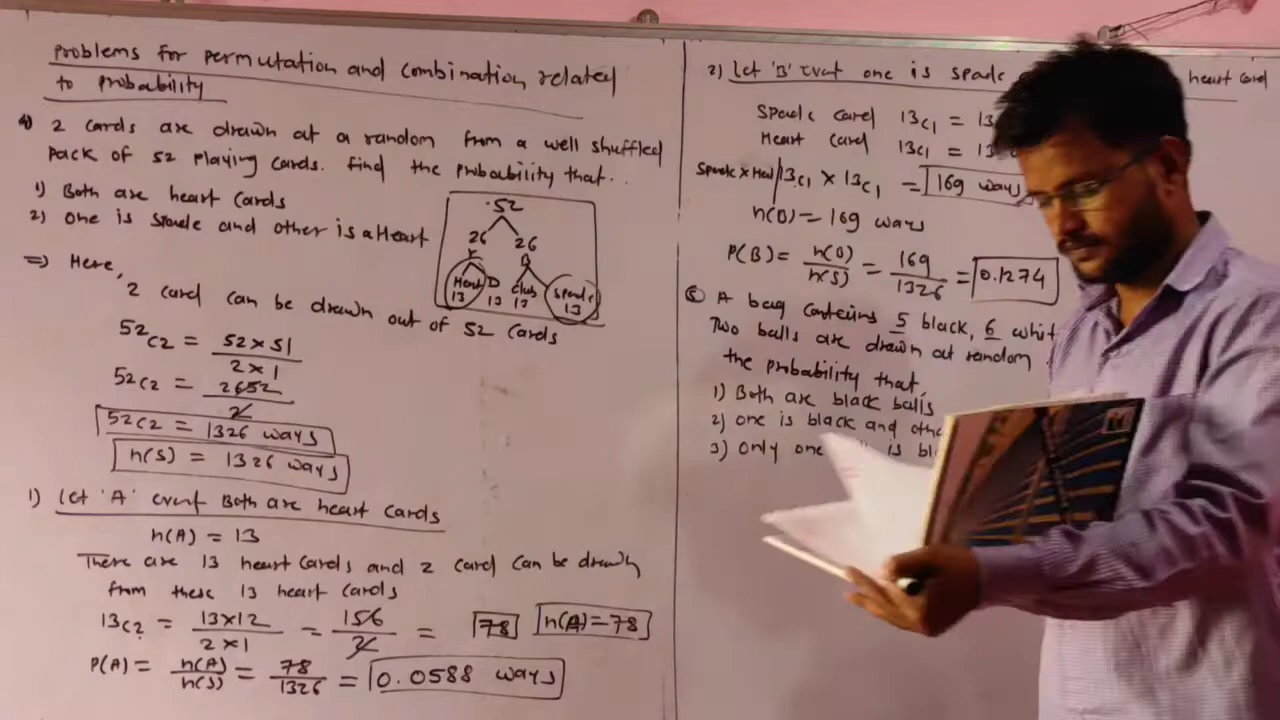 Problems for permutation and combination related
to probability
4) 2 cards are drawn at a random from a well shuffled
pack of 52 playing cards. find the probability that..
1) Both are heart cards
2) one is spade and other is a Heart
.52
26 26
r B
Heart 13 D 13 club 13 Spade 13
=> Here,
2 card can be drawn out of 52 cards
52c2 = 52 x 51 / 2 x 1
52c2 = 2652 / 2
52c2 = 1326 ways
n(S) = 1326 ways
1) Let 'A' event Both are heart cards
n(A) = 13
There are 13 heart cards and 2 card can be drawn
from these 13 heart cards
13c2 = 13x12 / 2x1 = 156 / 2 = 78 n(A)=78
P(A) = n(A) / n(S) = 78 / 1326 = 0.0588 ways
2) Let 'B' event one is spade heart card
Spade card 13c1 = 13
Heart card 13c1 = 13
Spade x Heart 13c1 x 13c1 = 169 ways
n(B) = 169 ways
P(B) = n(B) / n(S) = 169 / 1326 = 0.1274
5) A bag contains 5 black, 6 whit
Two balls are drawn at random
the probability that,
1) Both are black balls
2) one is black and othe
3) only one is bl